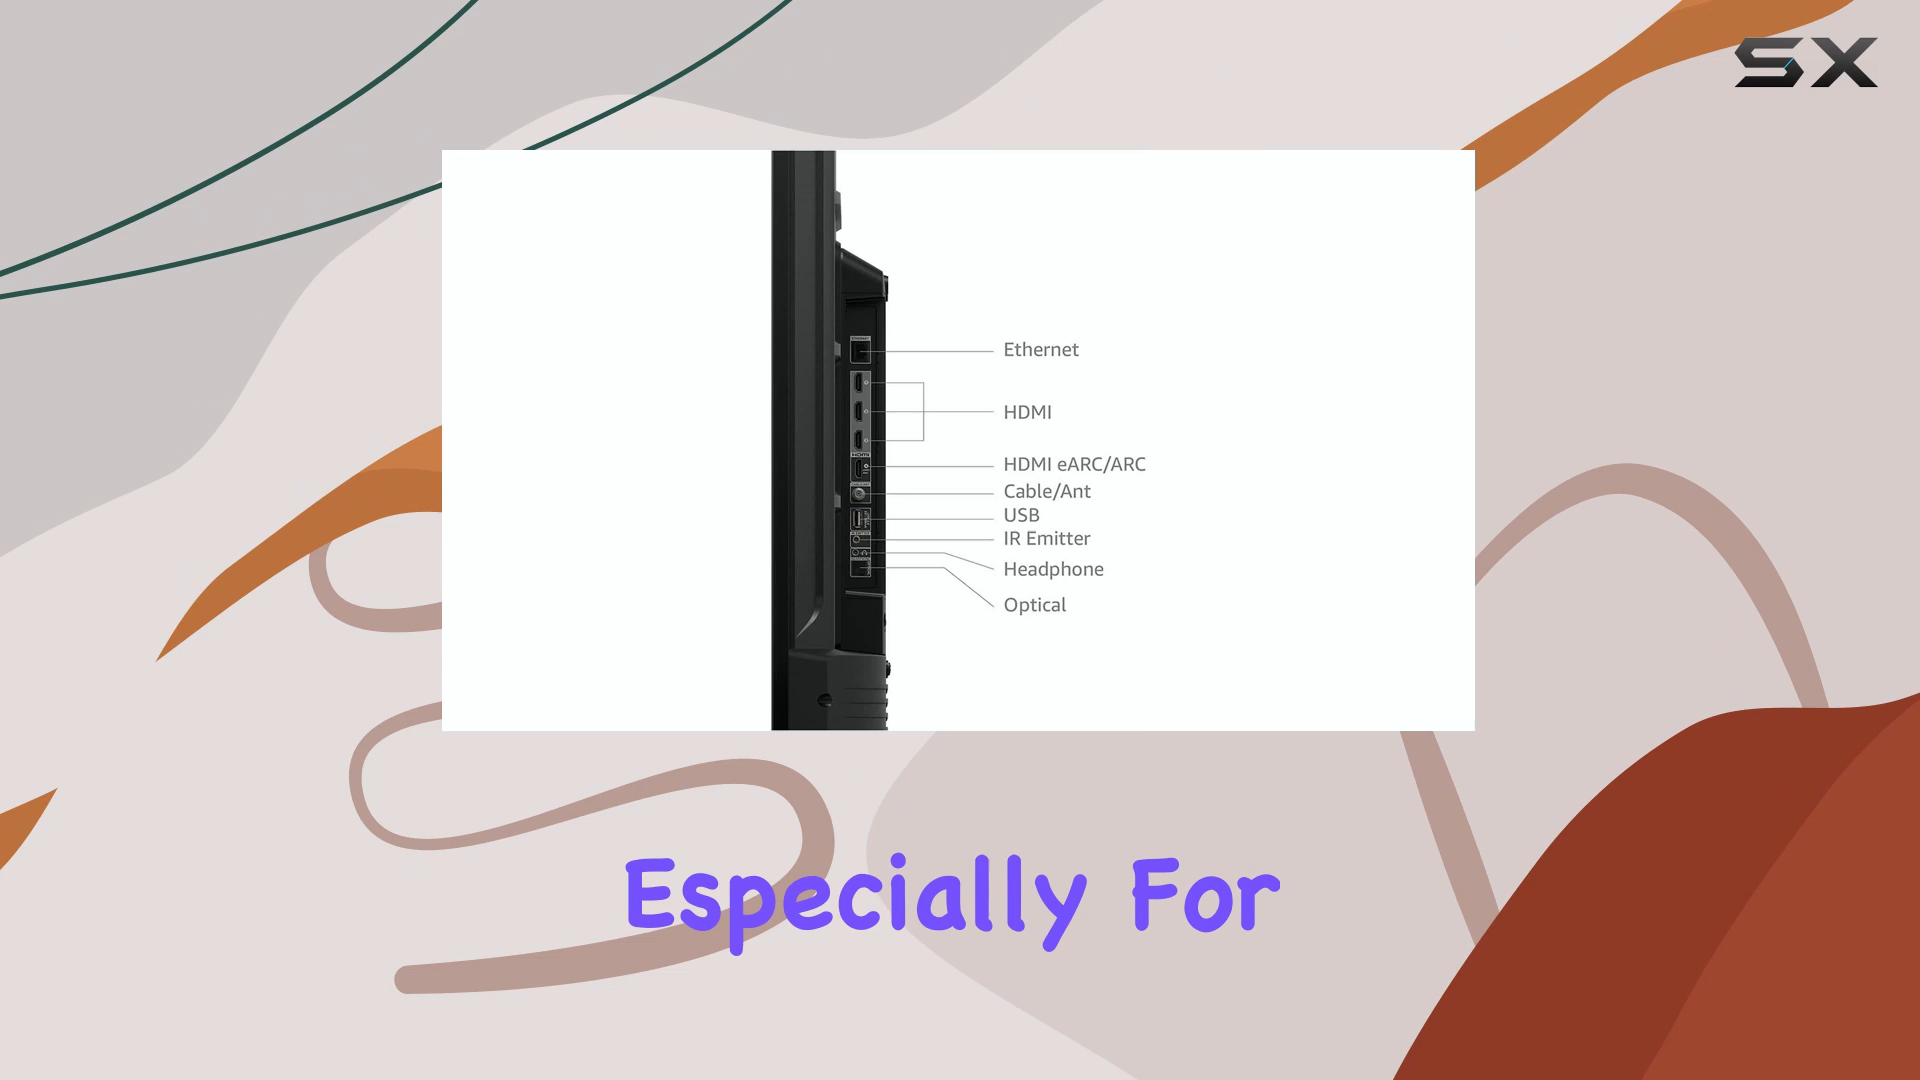 SX
Ethernet
HDMI
HDMI eARC/ARC
Cable/Ant
USB
IR Emitter
Headphone
Optical
Especially For